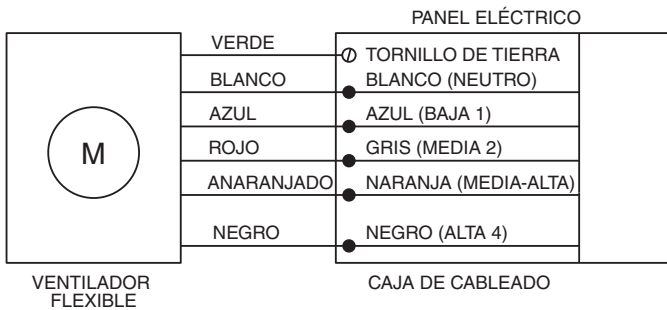 PANEL ELÉCTRICO
VERDE
TORNILLO DE TIERRA
BLANCO
BLANCO (NEUTRO)
AZUL
AZUL (BAJA 1)
M
ROJO
GRIS (MEDIA 2)
ANARANJADO
NARANJA (MEDIA-ALTA)
NEGRO
NEGRO (ALTA 4)
VENTILADOR
FLEXIBLE
CAJA DE CABLEADO